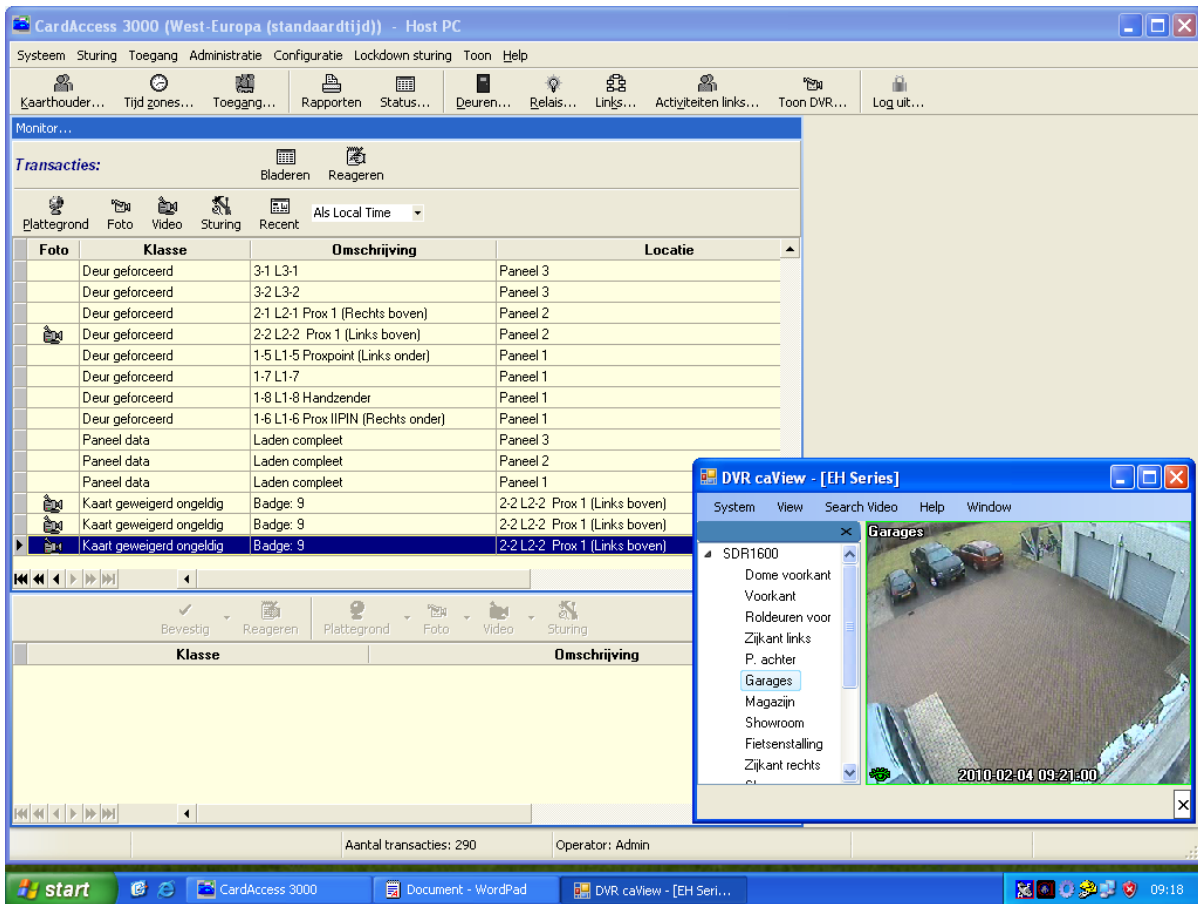 CardAccess 3000 (West-Europa (standaardtijd)) - Host PC
Systeem Sturing Toegang Administratie Configuratie Lockdown sturing Toon Help
Kaarthouder... Tijd zones... Toegang... Rapporten Status... Deuren... Relais... Links... Activiteiten links... Toon DVR... Log uit...
Monitor...
Transacties: Bladeren Reageren
Plattegrond Foto Video Sturing Recent Als Local Time
Foto Klasse Omschrijving Locatie
Deur geforceerd 3-1 L3-1 Paneel 3
Deur geforceerd 3-2 L3-2 Paneel 3
Deur geforceerd 2-1 L2-1 Prox 1 (Rechts boven) Paneel 2
Deur geforceerd 2-2 L2-2 Prox 1 (Links boven) Paneel 2
Deur geforceerd 1-5 L1-5 Proxpoint (Links onder) Paneel 1
Deur geforceerd 1-7 L1-7 Paneel 1
Deur geforceerd 1-8 L1-8 Handzender Paneel 1
Deur geforceerd 1-6 L1-6 Prox IIPIN (Rechts onder) Paneel 1
Paneel data Laden compleet Paneel 3
Paneel data Laden compleet Paneel 2
Paneel data Laden compleet Paneel 1
Kaart geweigerd ongeldig Badge: 9 2-2 L2-2 Prox 1 (Links boven)
Kaart geweigerd ongeldig Badge: 9 2-2 L2-2 Prox 1 (Links boven)
Kaart geweigerd ongeldig Badge: 9 2-2 L2-2 Prox 1 (Links boven)
Bevestig Reageren Plattegrond Foto Video Sturing
Klasse Omschrijving
DVR caView - [EH Series]
System View Search Video Help Window
SDR1600
Dome voorkant
Voorkant
Roldeuren voor
Zijkant links
P. achter
Garages
Magazijn
Showroom
Fietsenstalling
Zijkant rechts
Garages
2010-02-04 09:21:00
Aantal transacties: 290 Operator: Admin
start CardAccess 3000 Document - WordPad DVR caView - [EH Seri... 09:18